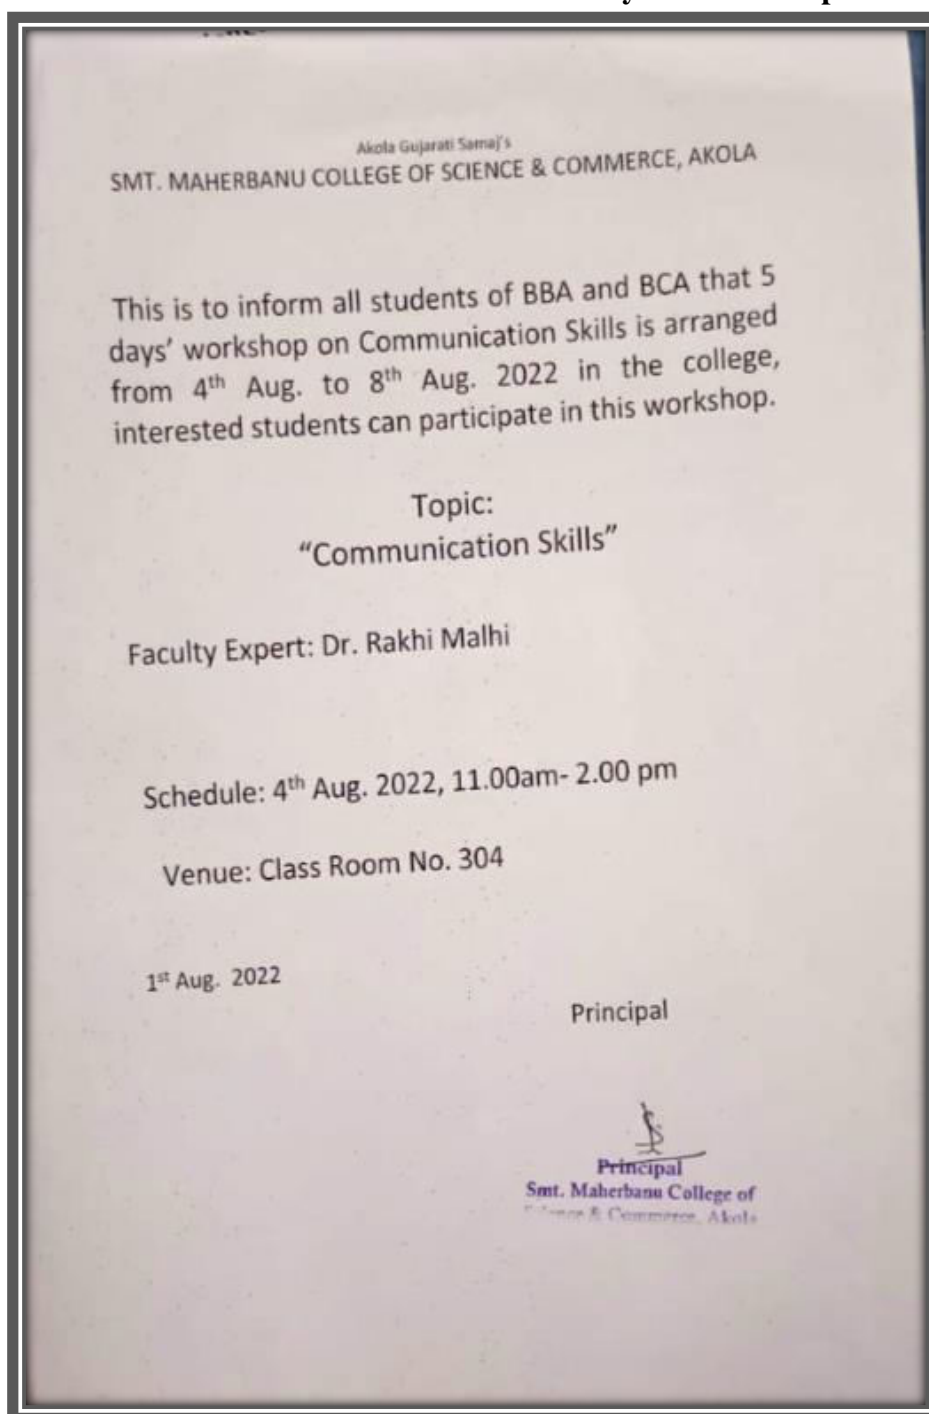 Akola Gujarati Samaj's
SMT. MAHERBANU COLLEGE OF SCIENCE & COMMERCE, AKOLA
This is to inform all students of BBA and BCA that 5
days' workshop on Communication Skills is arranged
from 4th Aug. to 8th Aug. 2022 in the college,
interested students can participate in this workshop.
Topic:
“Communication Skills”
Faculty Expert: Dr. Rakhi Malhi
Schedule: 4th Aug. 2022, 11.00am- 2.00 pm
Venue: Class Room No. 304
1st Aug. 2022
Principal
Principal
Smt. Maherbanu College of
Science & Commerce, Akola